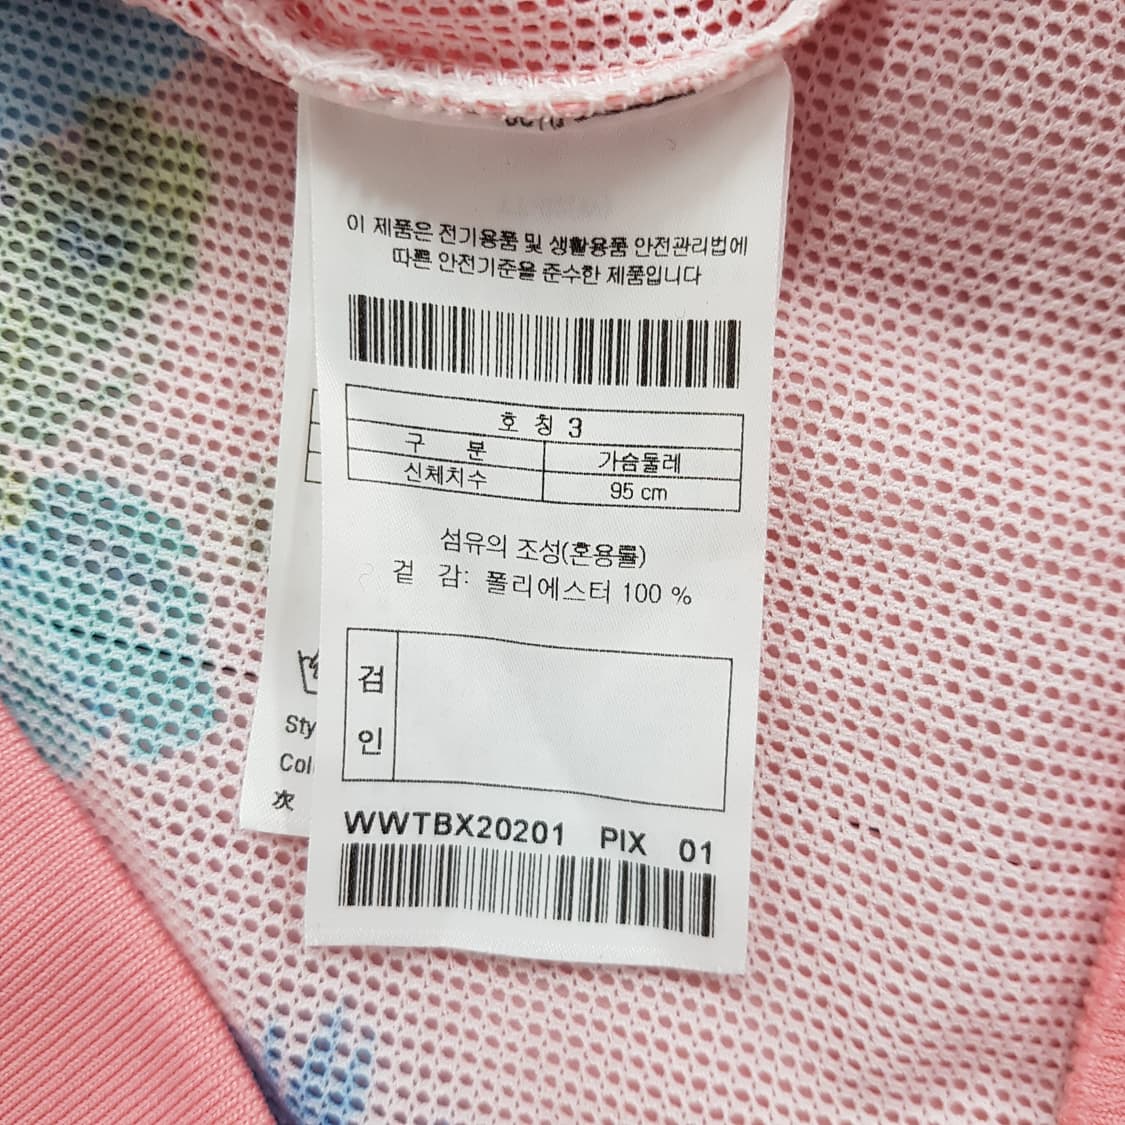 이 제품은 전기용품 및 생활용품 안전관리법에
따른 안전기준을 준수한 제품입니다
호 칭 3
구 분 가슴둘레
신체치수 95 cm
섬유의 조성(혼용률)
겉 감: 폴리에스터 100 %
검
인
Sty
Col
次
WWTBX20201 PIX 01